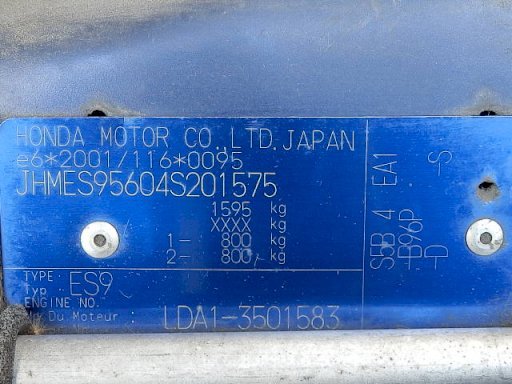 HONDA MOTOR CO.,LTD.JAPAN
e6*2001/116*0095
JHMES95604S201575
1595 kg
XXXX kg
1- 800 kg
2- 800 kg
TYPE
Typ ES9
ENGINE NO.
No Du Moteur LDA1-3501583
S5B 4 EA1
B96P -S
-D